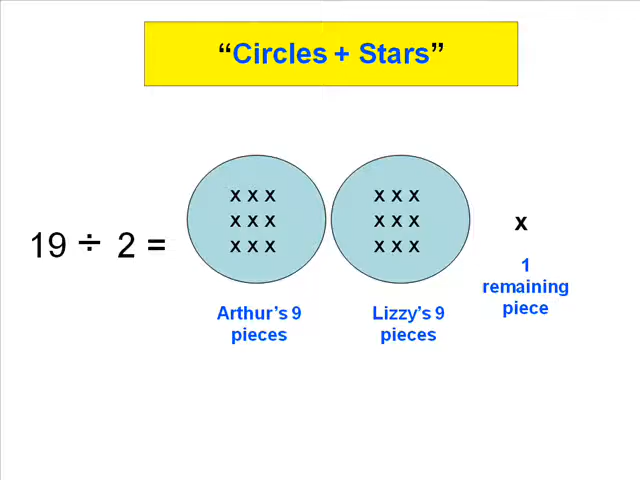 “Circles + Stars”
x x x
x x x
x x x
x x x
x x x
x x x
x
19 ÷ 2 =
1
remaining
piece
Arthur’s 9
pieces
Lizzy’s 9
pieces